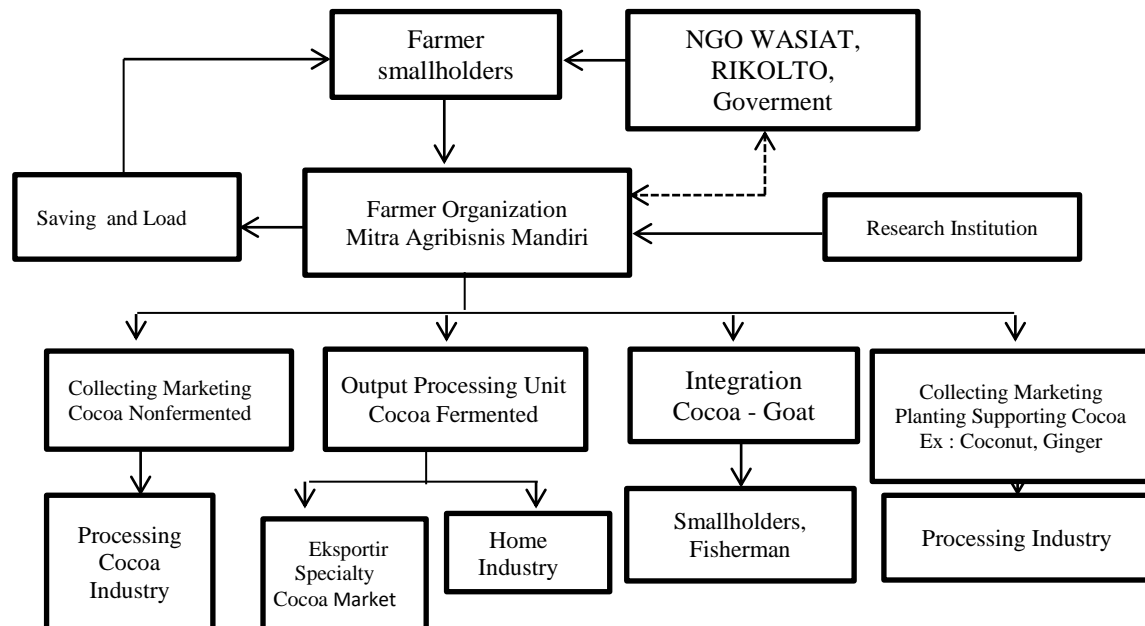 Farmer
smallholders
NGO WASIAT,
RIKOLTO,
Goverment
Saving and Load
Farmer Organization
Mitra Agribisnis Mandiri
Research Institution
Collecting Marketing
Cocoa Nonfermented
Output Processing Unit
Cocoa Fermented
Integration
Cocoa - Goat
Collecting Marketing
Planting Supporting Cocoa
Ex : Coconut, Ginger
Processing
Cocoa
Industry
Eksportir
Specialty
Cocoa Market
Home
Industry
Smallholders,
Fisherman
Processing Industry